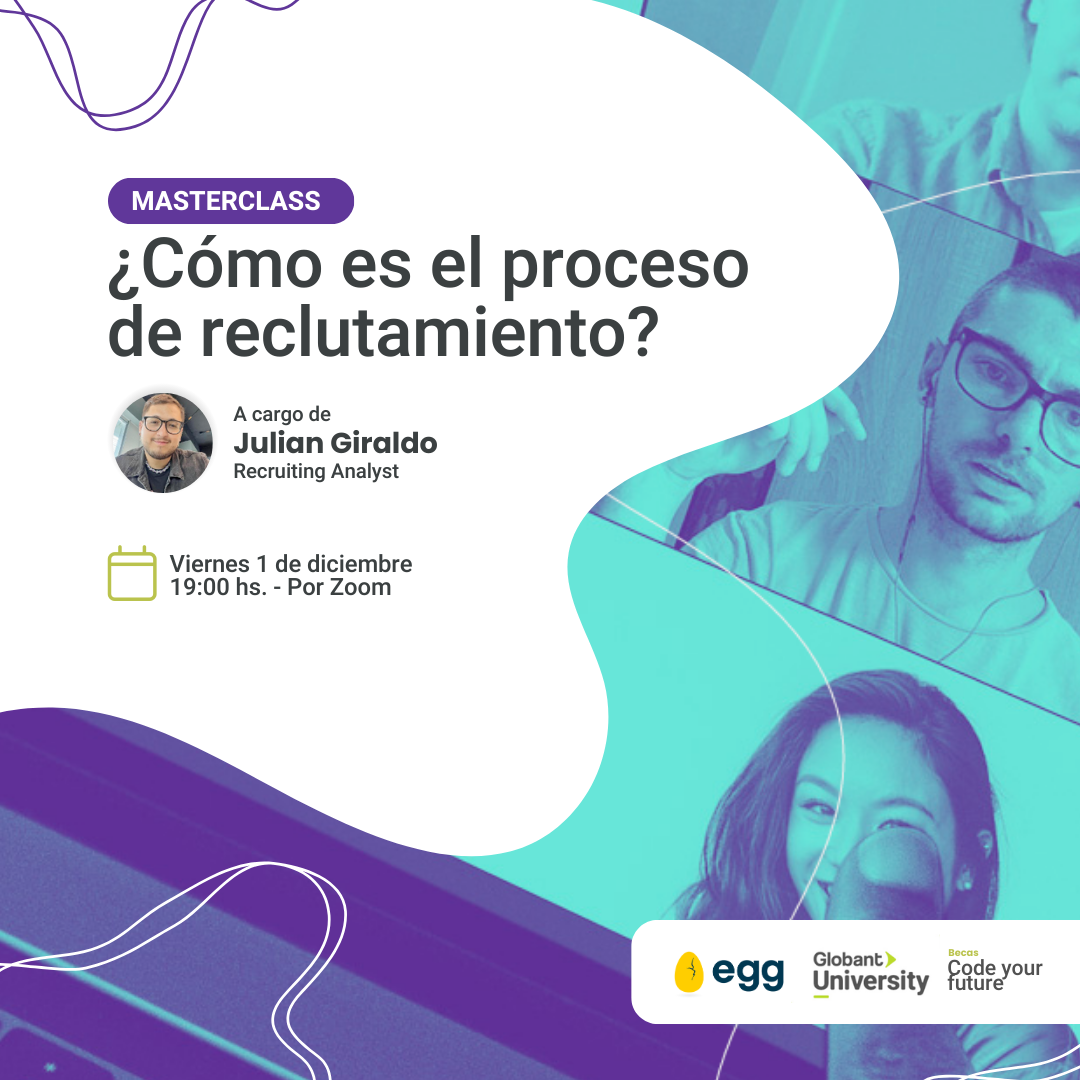 MASTERCLASS
¿Cómo es el proceso
de reclutamiento?
A cargo de
Julian Giraldo
Recruiting Analyst
Viernes 1 de diciembre
19:00 hs. - Por Zoom
egg
Globant
University
Becas
Code your
future